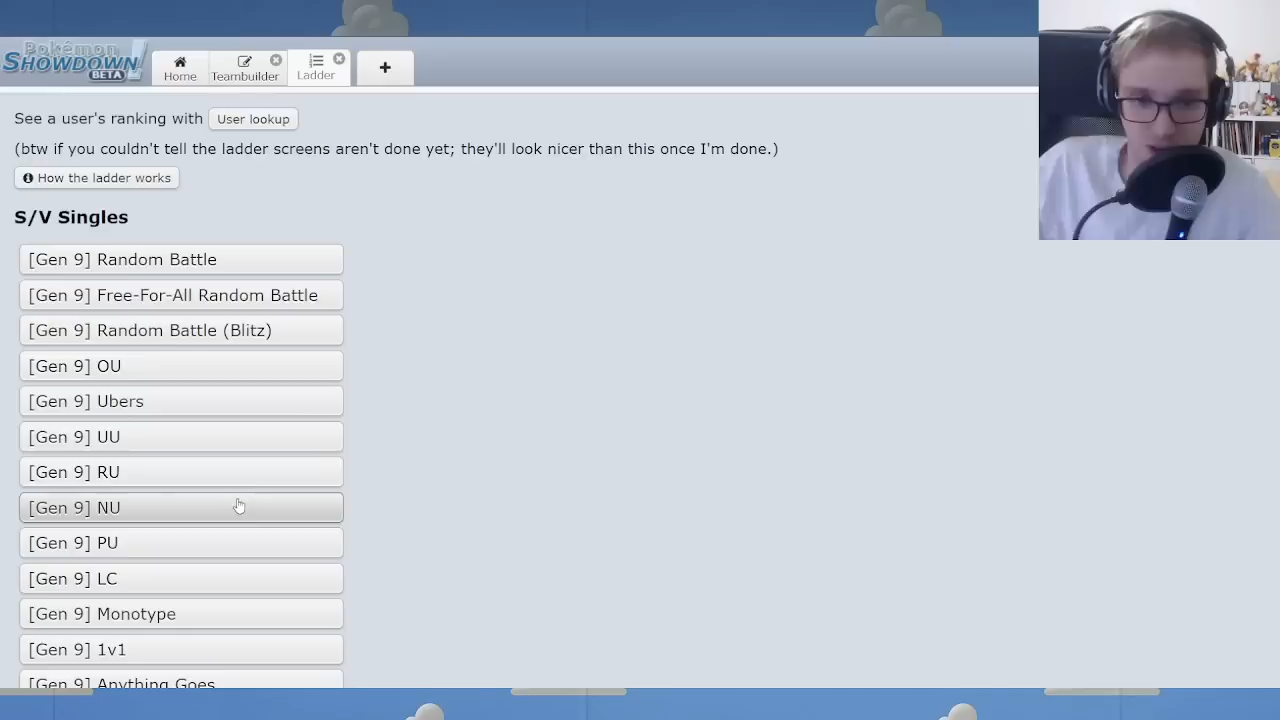 Pokémon
SHOWDOWN!
BETA
Home
Teambuilder
Ladder
+
See a user's ranking with User lookup
(btw if you couldn't tell the ladder screens aren't done yet; they'll look nicer than this once I'm done.)
How the ladder works
S/V Singles
[Gen 9] Random Battle
[Gen 9] Free-For-All Random Battle
[Gen 9] Random Battle (Blitz)
[Gen 9] OU
[Gen 9] Ubers
[Gen 9] UU
[Gen 9] RU
[Gen 9] NU
[Gen 9] PU
[Gen 9] LC
[Gen 9] Monotype
[Gen 9] 1v1
[Gen 9] Anything Goes